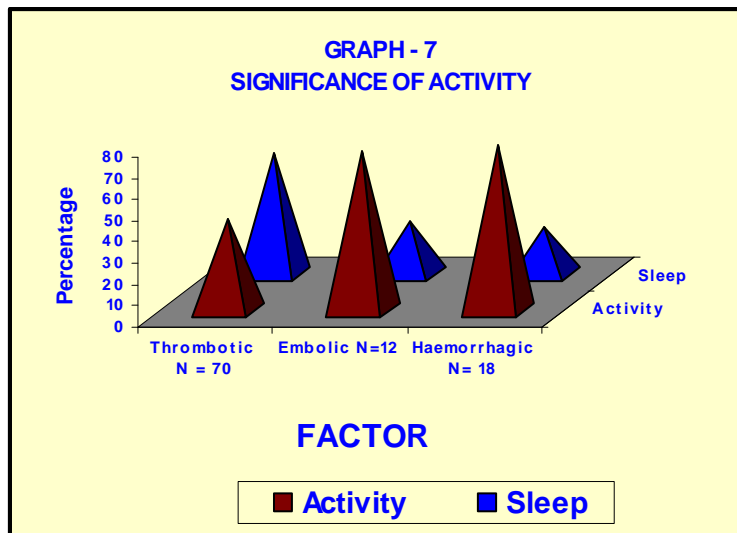 GRAPH - 7
SIGNIFICANCE OF ACTIVITY
Percentage
80
70
60
50
40
30
20
10
0
Sleep
Activity
Thrombotic
N = 70
Embolic N=12
Haemorrhagic
N= 18
FACTOR
Activity
Sleep